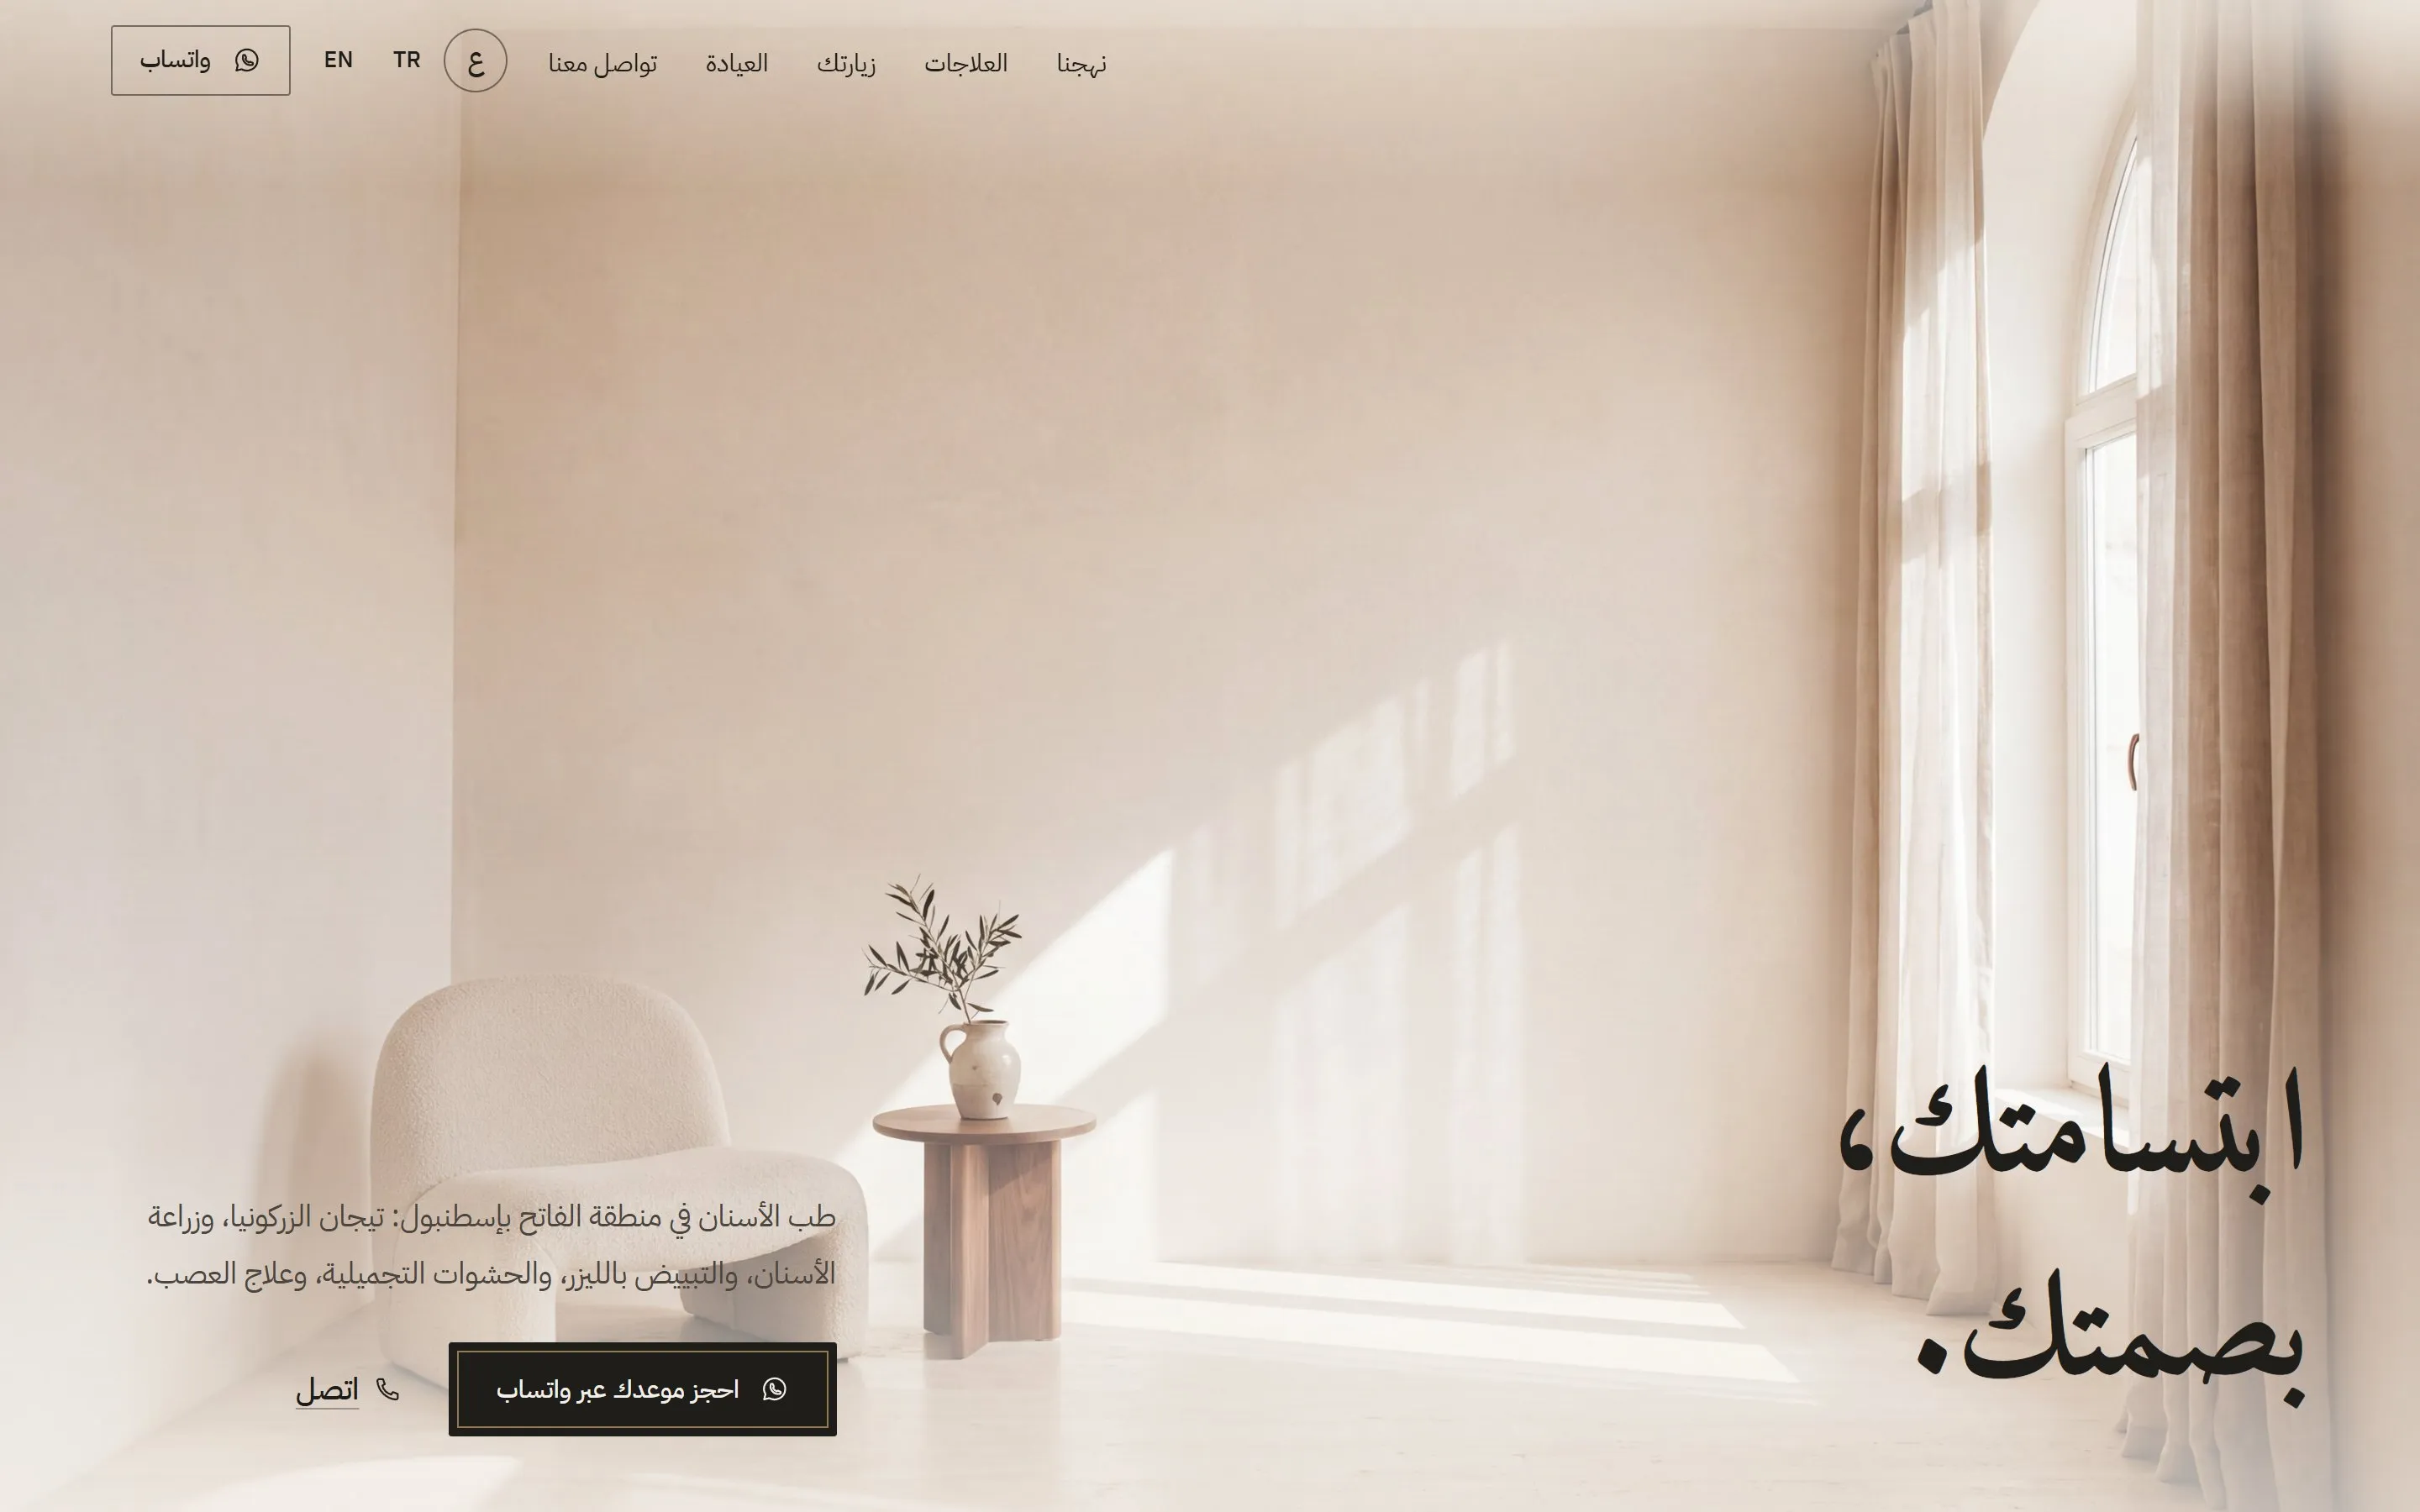 نهجنا العلاجات زيارتك العيادة تواصل معنا ع TR EN واتساب
ابتسامتك،
بصمتك.
طب الأسنان في منطقة الفاتح بإسطنبول: تيجان الزركونيا، وزراعة
الأسنان، والتبييض بالليزر، والحشوات التجميلية، وعلاج العصب.
احجز موعدك عبر واتساب اتصل